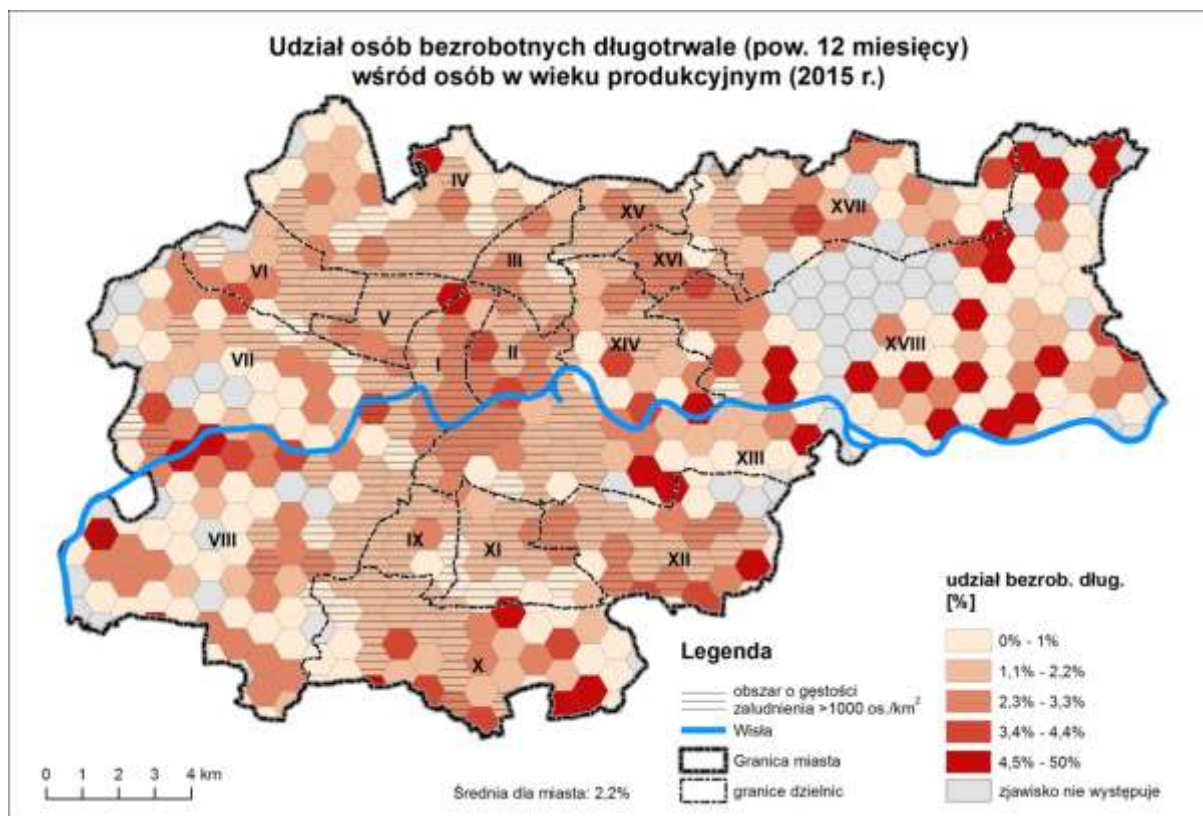 Udział osób bezrobotnych długotrwale (pow. 12 miesięcy)
wśród osób w wieku produkcyjnym (2015 r.)
IV
XV
XVII
III
XVI
VI
V
XIV
XVIII
VII
II
I
XIII
VIII
IX
XI
XII
X
udział bezrob. dług.
[%]
0% - 1%
1,1% - 2,2%
2,3% - 3,3%
3,4% - 4,4%
4,5% - 50%
zjawisko nie występuje
Legenda
obszar o gęstości
zaludnienia >1000 os./km²
Wisła
Granica miasta
granice dzielnic
0 1 2 3 4 km
Średnia dla miasta: 2,2%